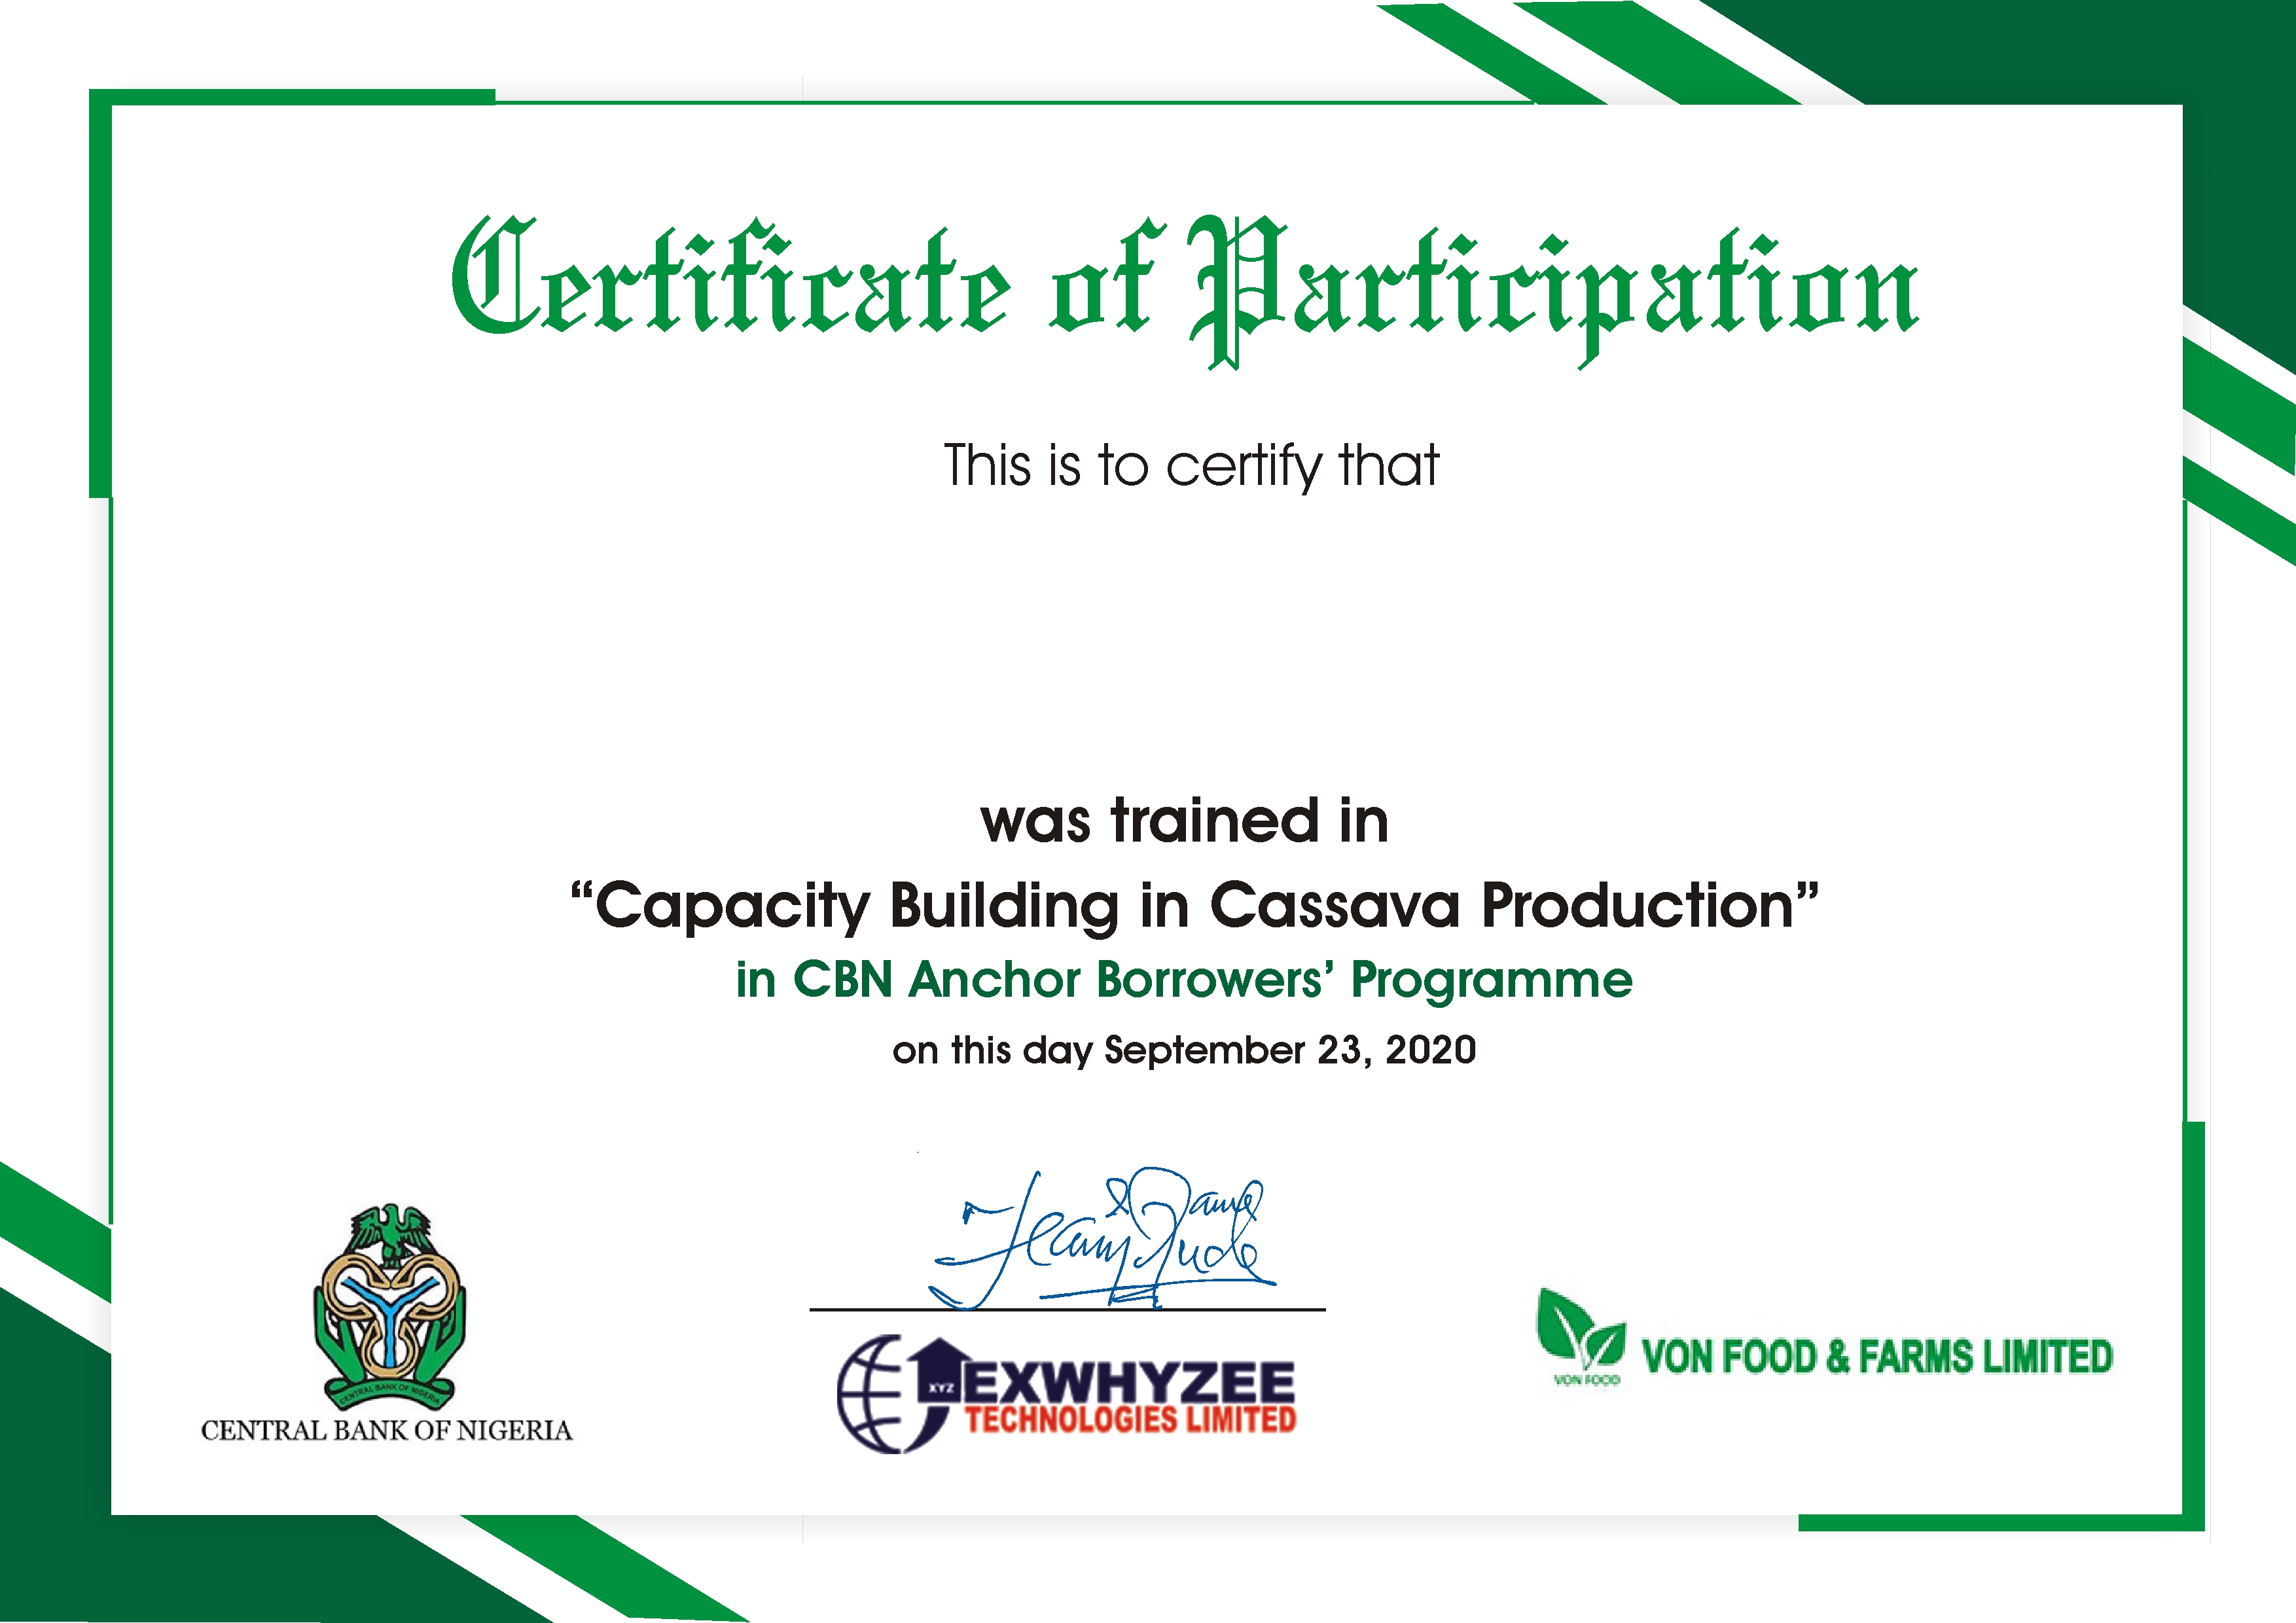 Certificate of Participation
This is to certify that
was trained in
“Capacity Building in Cassava Production”
in CBN Anchor Borrowers’ Programme
on this day September 23, 2020
CENTRAL BANK OF NIGERIA
CENTRAL BANK OF NIGERIA
XYZ
EXWHYZEE
TECHNOLOGIES LIMITED
VON FOOD
VON FOOD & FARMS LIMITED